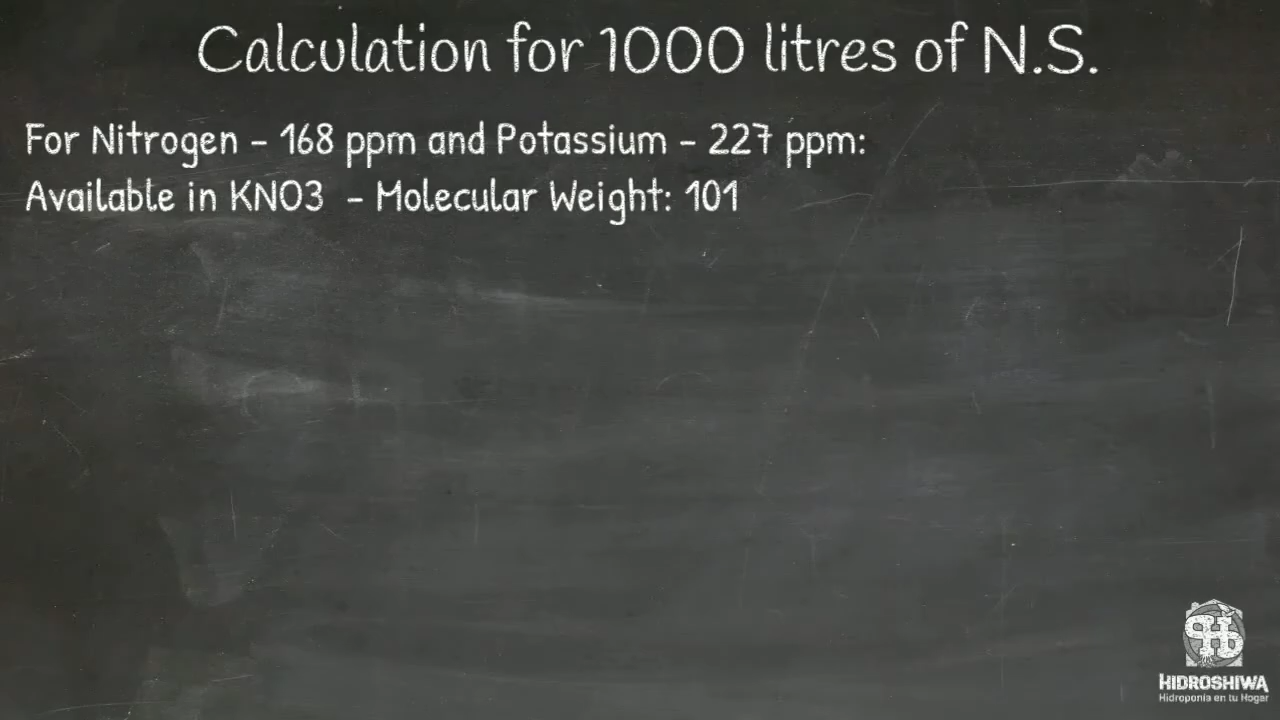 Calculation for 1000 litres of N.S.
For Nitrogen - 168 ppm and Potassium - 227 ppm:
Available in KNO3 - Molecular Weight: 101
HIDROSHIWA
Hidroponia en tu Hogar